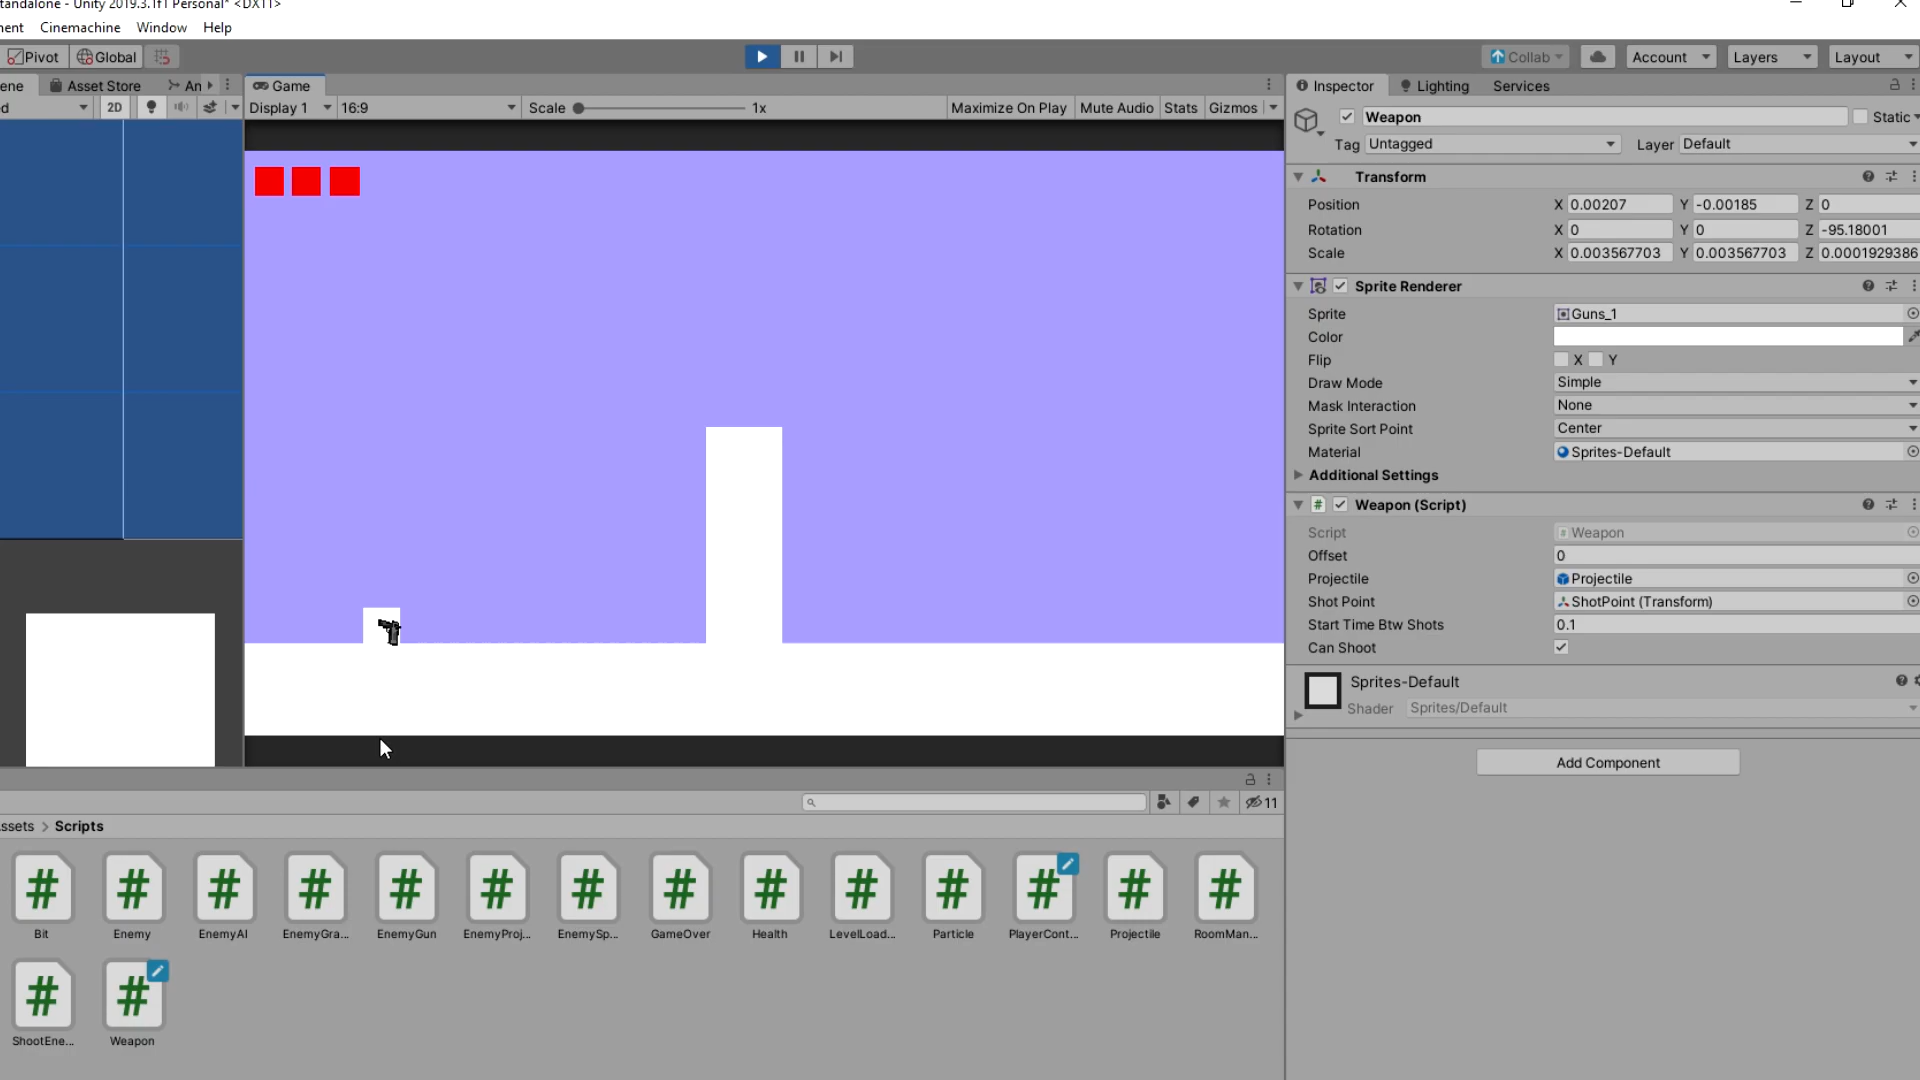 tandalone - Unity 2019.3.1f1 Personal* <DX11>
nent Cinemachine Window Help
Pivot Global Collab Account Layers Layout
ene Asset Store An Game Inspector Lighting Services
d 2D Display 1 16:9 Scale 1x Maximize On Play Mute Audio Stats Gizmos
Weapon Static
Tag Untagged Layer Default
Transform
Position X 0.00207 Y -0.00185 Z 0
Rotation X 0 Y 0 Z -95.18001
Scale X 0.003567703 Y 0.003567703 Z 0.0001929386
Sprite Renderer
Sprite Guns_1
Color
Flip X Y
Draw Mode Simple
Mask Interaction None
Sprite Sort Point Center
Material Sprites-Default
Additional Settings
# Weapon (Script)
Script # Weapon
Offset 0
Projectile Projectile
Shot Point ShotPoint (Transform)
Start Time Btw Shots 0.1
Can Shoot
Sprites-Default
Shader Sprites/Default
Add Component
11
ssets > Scripts
# # # # # # # # # # # # # #
Bit Enemy EnemyAI EnemyGra... EnemyGun EnemyProj... EnemySp... GameOver Health LevelLoad... Particle PlayerCont... Projectile RoomMan...
# #
ShootEne... Weapon